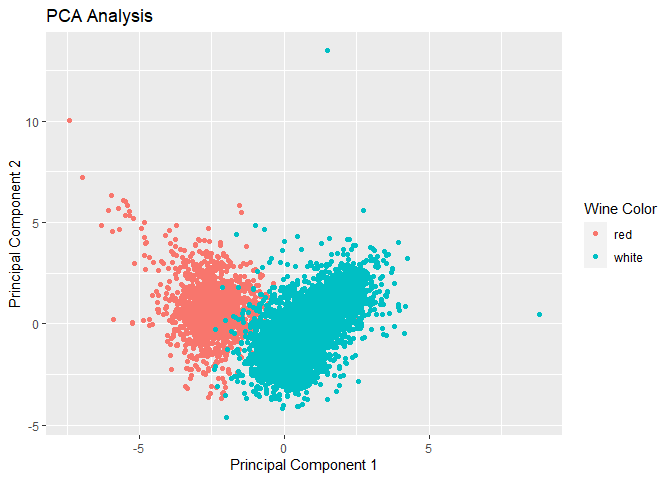 PCA Analysis
10
5
0
-5
Principal Component 2
-5
0
5
Principal Component 1
Wine Color
red
white